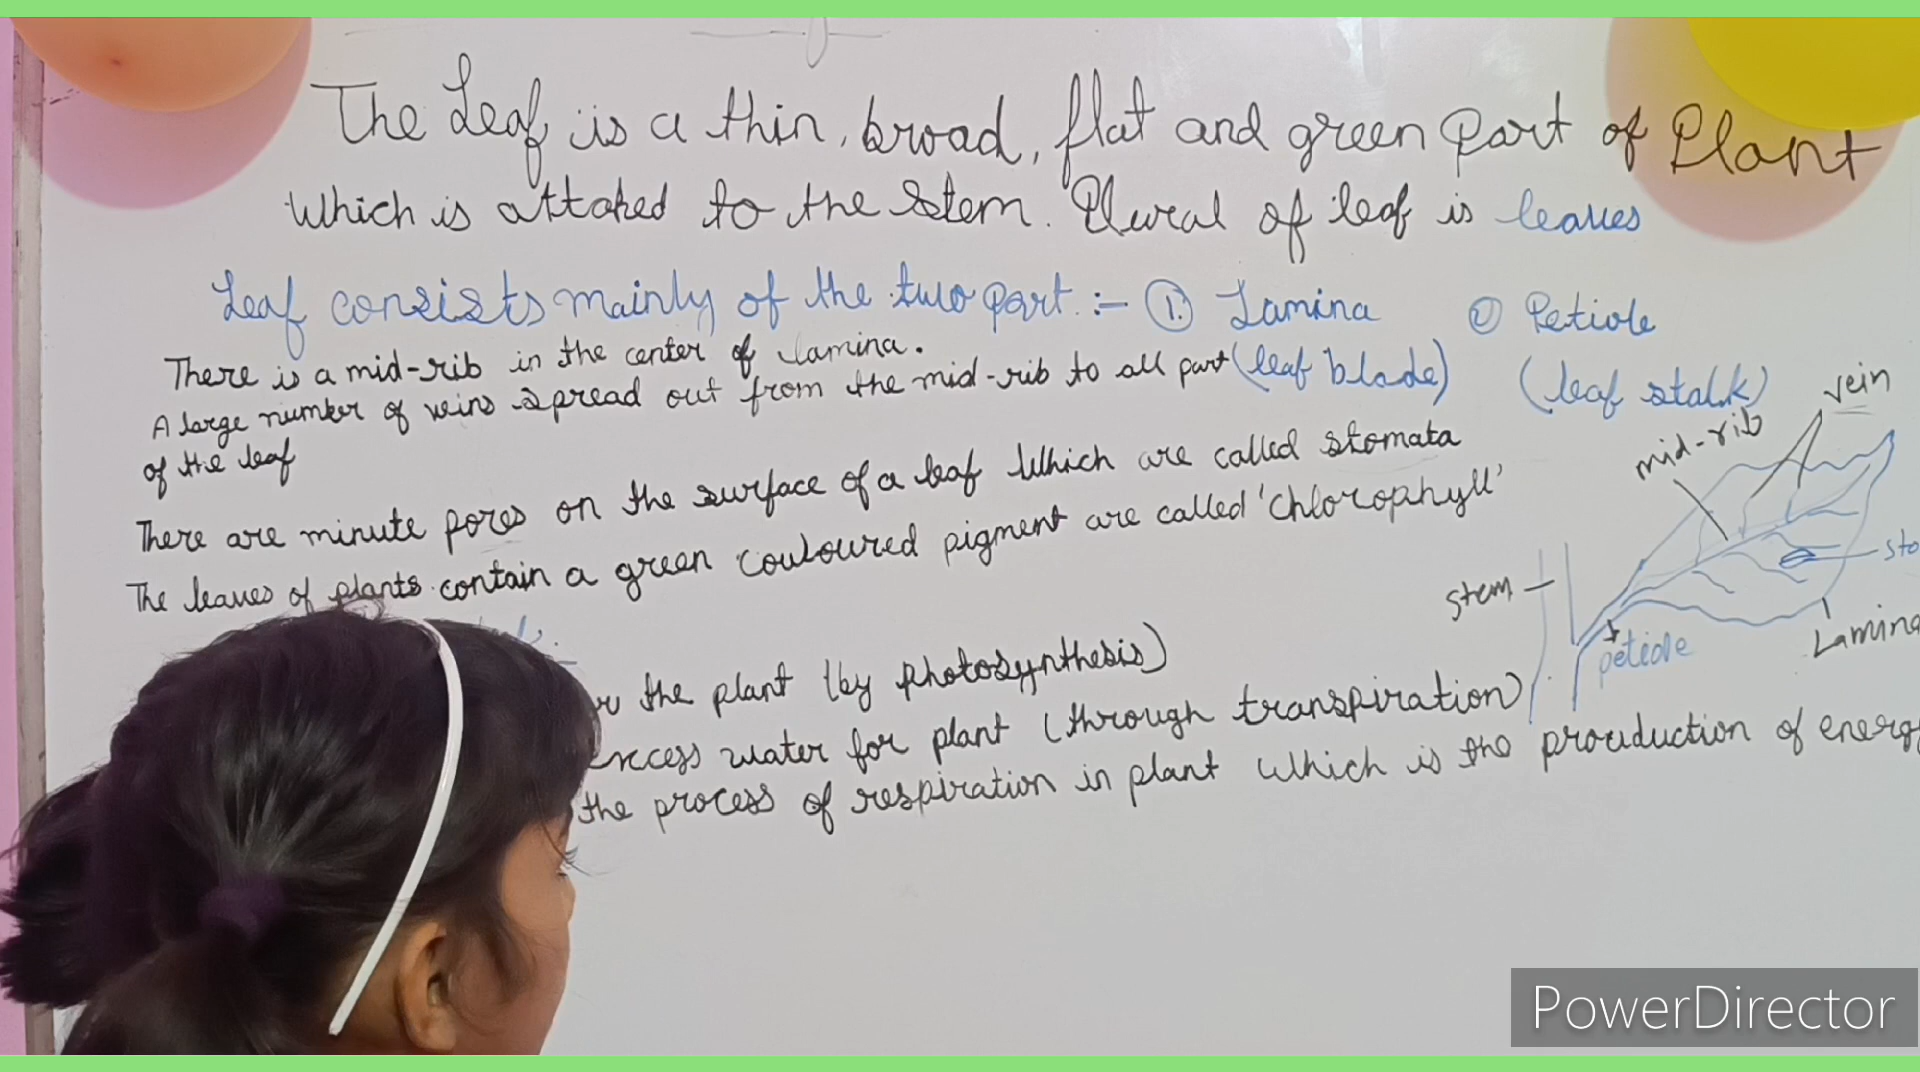 The Leaf is a thin, broad, flat and green part of Plant
Which is attahed to the Stem. Plural of leaf is leaves
Leaf consists mainly of the two part :- ①. Lamina ② Petiole
There is a mid-rib in the center of lamina.
A large number of veins spread out from the mid-rib to all part (leaf blade) (leaf stalk)
of the leaf
There are minute pores on the surface of a leaf Which are called stomata
The leaves of plants contain a green couloured pigment are called 'chlorophyll'
the plant (by photosynthesis)
excess water for plant (through transpiration)
the process of respiration in plant which is the prouduction of energy
vein
mid-rib
sto
stem
petiole
Lamina
PowerDirector